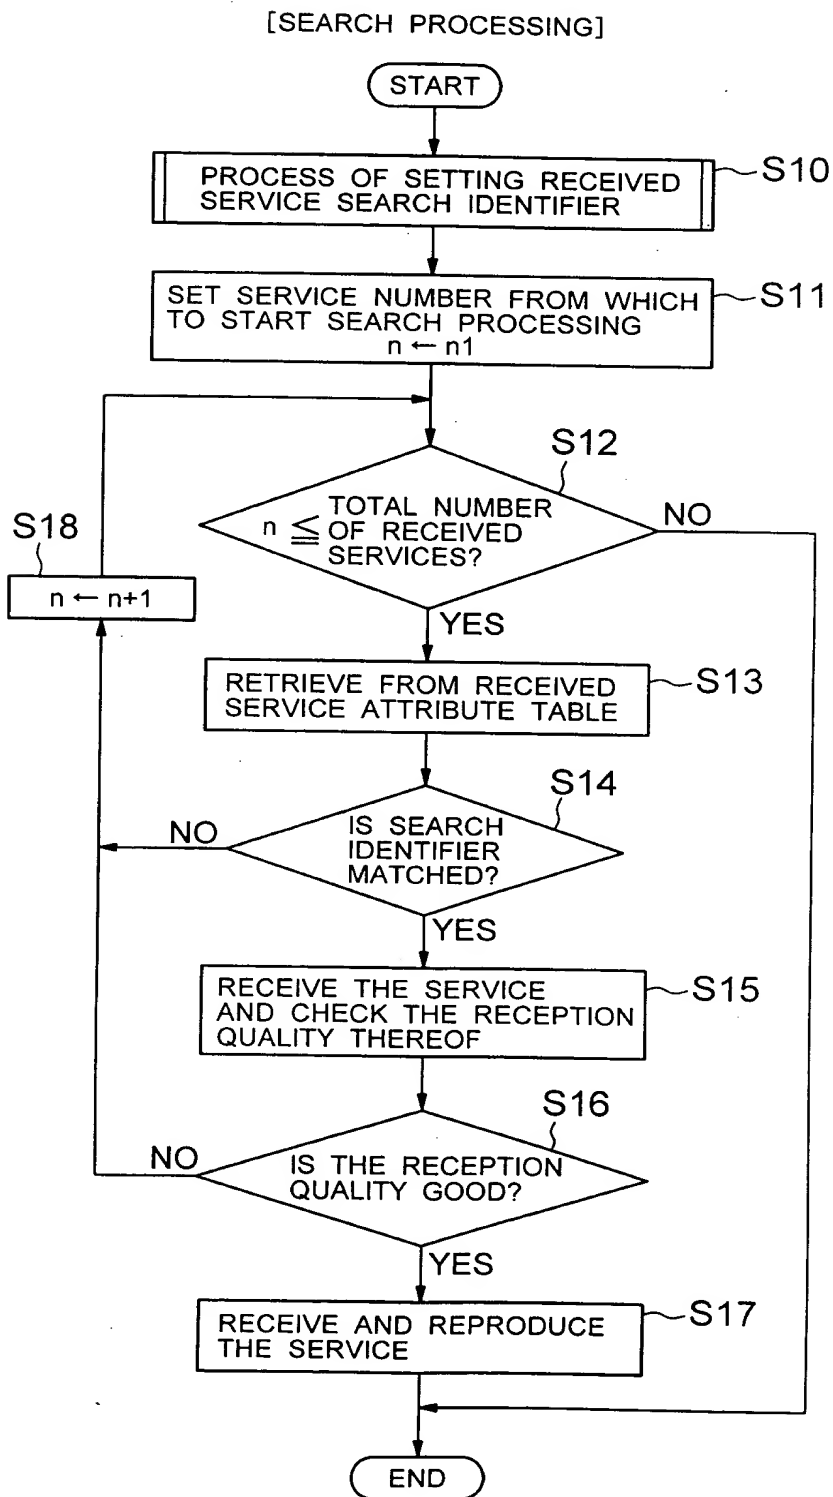 [SEARCH PROCESSING]
START
PROCESS OF SETTING RECEIVED
SERVICE SEARCH IDENTIFIER
S10
SET SERVICE NUMBER FROM WHICH
TO START SEARCH PROCESSING
n ← n1
S11
S12
n ≦ TOTAL NUMBER
OF RECEIVED
SERVICES?
NO
S18
n ← n+1
YES
RETRIEVE FROM RECEIVED
SERVICE ATTRIBUTE TABLE
S13
S14
IS SEARCH
IDENTIFIER
MATCHED?
NO
YES
RECEIVE THE SERVICE
AND CHECK THE RECEPTION
QUALITY THEREOF
S15
S16
IS THE RECEPTION
QUALITY GOOD?
NO
YES
RECEIVE AND REPRODUCE
THE SERVICE
S17
END